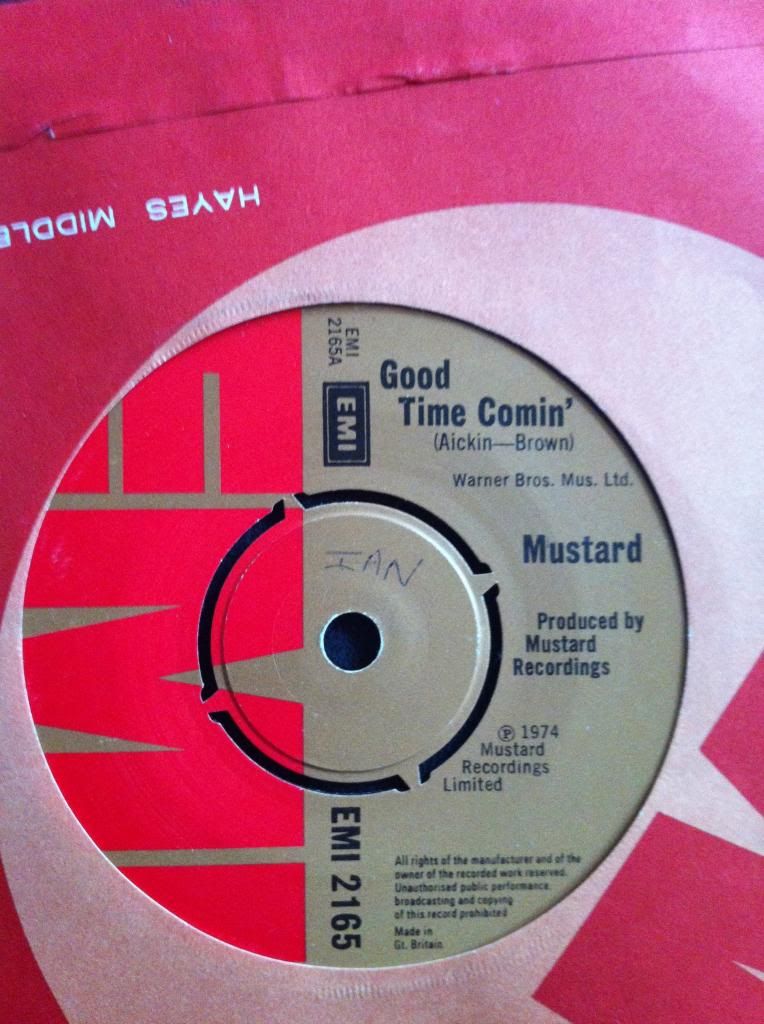 HAYES MIDDLE
EMI
2165A
EMI
Good
Time Comin'
(Aickin—Brown)
Warner Bros. Mus. Ltd.
Mustard
IAN
Produced by
Mustard
Recordings
℗ 1974
Mustard
Recordings
Limited
EMI 2165
All rights of the manufacturer and of the
owner of the recorded work reserved.
Unauthorised public performance,
broadcasting and copying
of this record prohibited
Made in
Gt. Britain
EMI